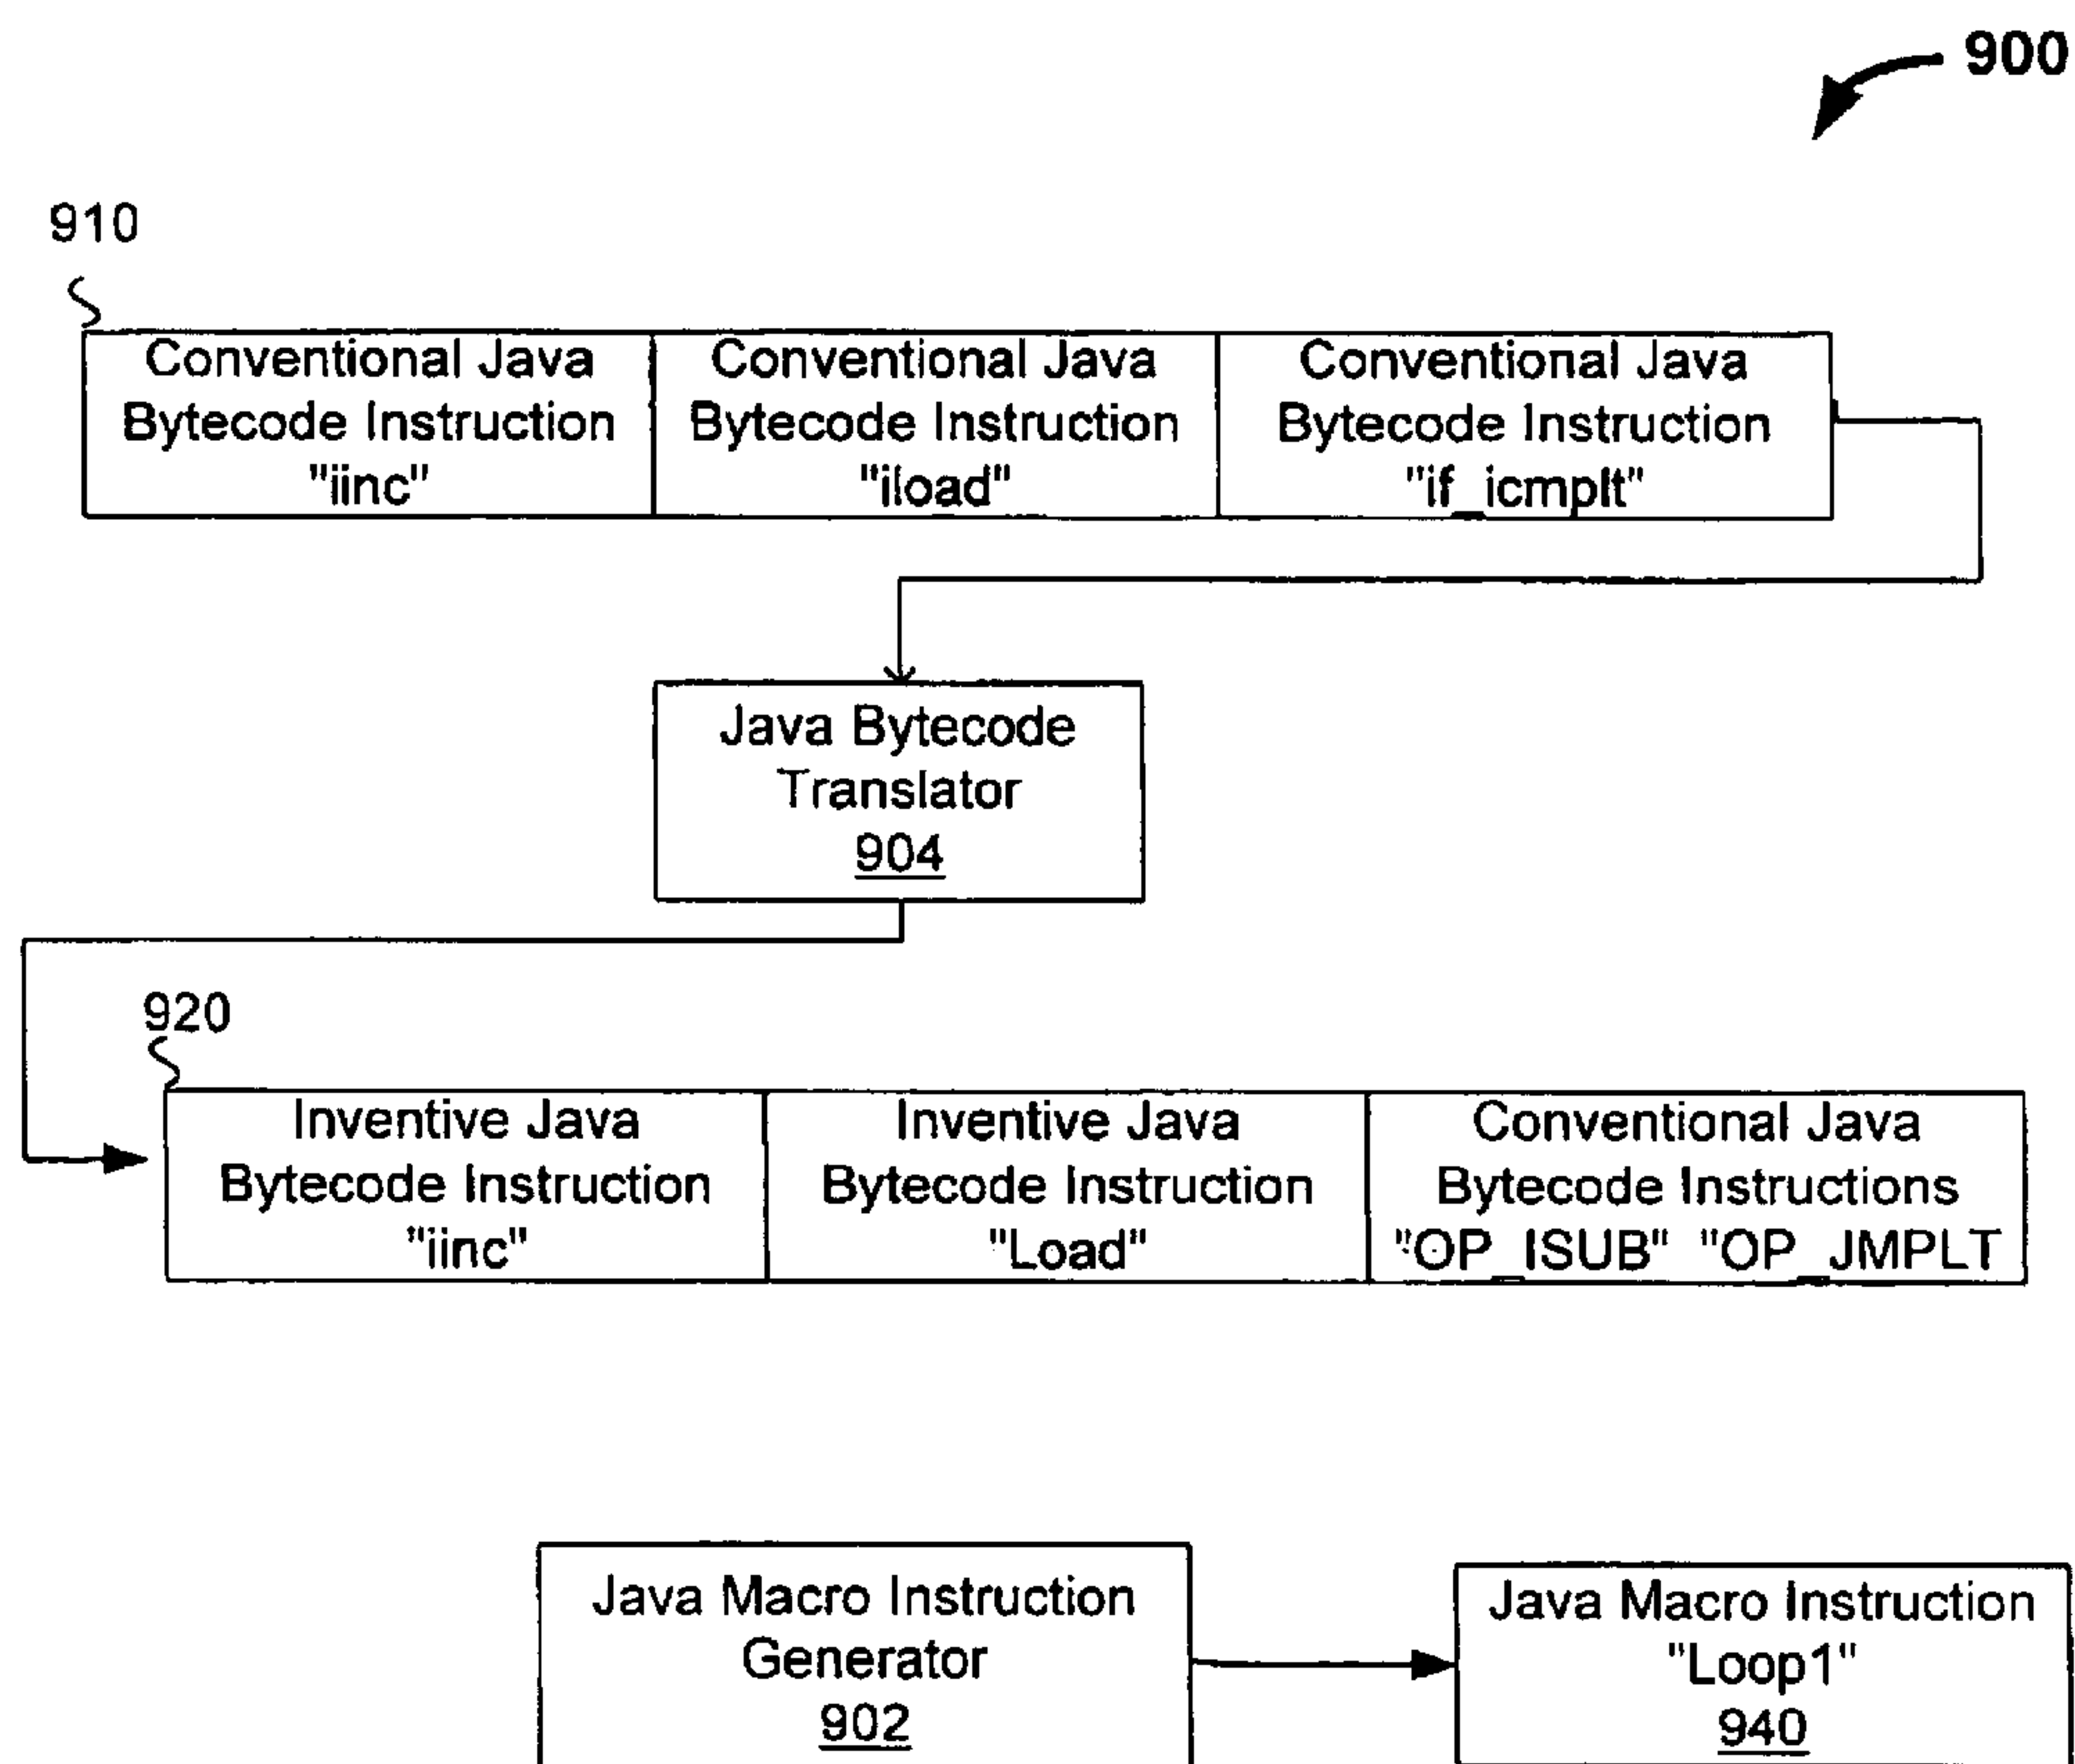 900
910
Conventional Java
Bytecode Instruction
"iinc"
Conventional Java
Bytecode Instruction
"iload"
Conventional Java
Bytecode Instruction
"if_icmplt"
Java Bytecode
Translator
904
920
Inventive Java
Bytecode Instruction
"iinc"
Inventive Java
Bytecode Instruction
"Load"
Conventional Java
Bytecode Instructions
"OP_ISUB" "OP_JMPLT
Java Macro Instruction
Generator
902
Java Macro Instruction
"Loop1"
940